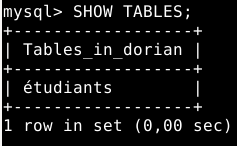 mysql> SHOW TABLES;
+------------------+
| Tables_in_dorian |
+------------------+
| étudiants        |
+------------------+
1 row in set (0,00 sec)